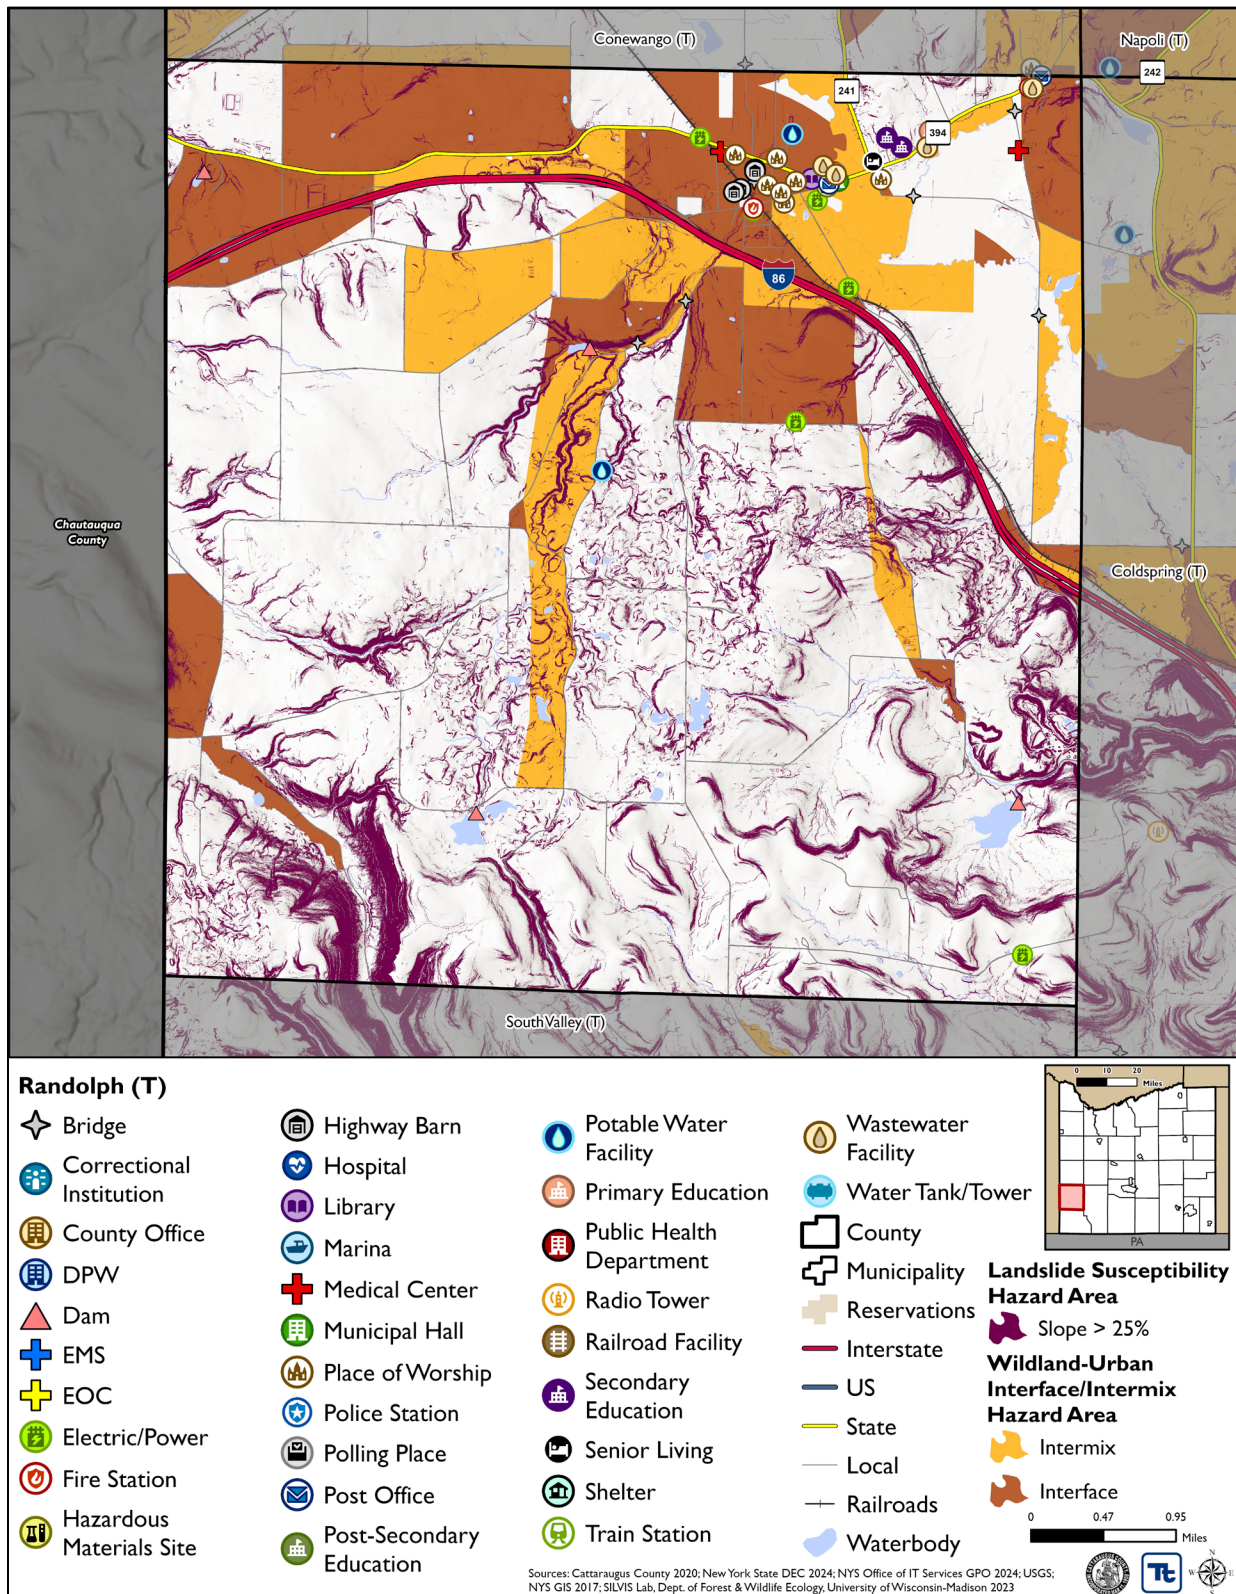 Conewango (T)
Napoli (T)
242
241
394
86
Chautauqua
County
Coldspring (T)
South Valley (T)
Randolph (T)
Bridge
Correctional
Institution
County Office
DPW
Dam
EMS
EOC
Electric/Power
Fire Station
Hazardous
Materials Site
Highway Barn
Hospital
Library
Marina
Medical Center
Municipal Hall
Place of Worship
Police Station
Polling Place
Post Office
Post-Secondary
Education
Potable Water
Facility
Primary Education
Public Health
Department
Radio Tower
Railroad Facility
Secondary
Education
Senior Living
Shelter
Train Station
Wastewater
Facility
Water Tank/Tower
County
Municipality
Reservations
Interstate
US
State
Local
Railroads
Waterbody
0 10 20
Miles
PA
Landslide Susceptibility
Hazard Area
Slope > 25%
Wildland-Urban
Interface/Intermix
Hazard Area
Intermix
Interface
0 0.47 0.95
Miles
Sources: Cattaraugus County 2020; New York State DEC 2024; NYS Office of IT Services GPO 2024; USGS;
NYS GIS 2017; SILVIS Lab, Dept. of Forest & Wildlife Ecology, University of Wisconsin-Madison 2023
Tt
N
W E
S